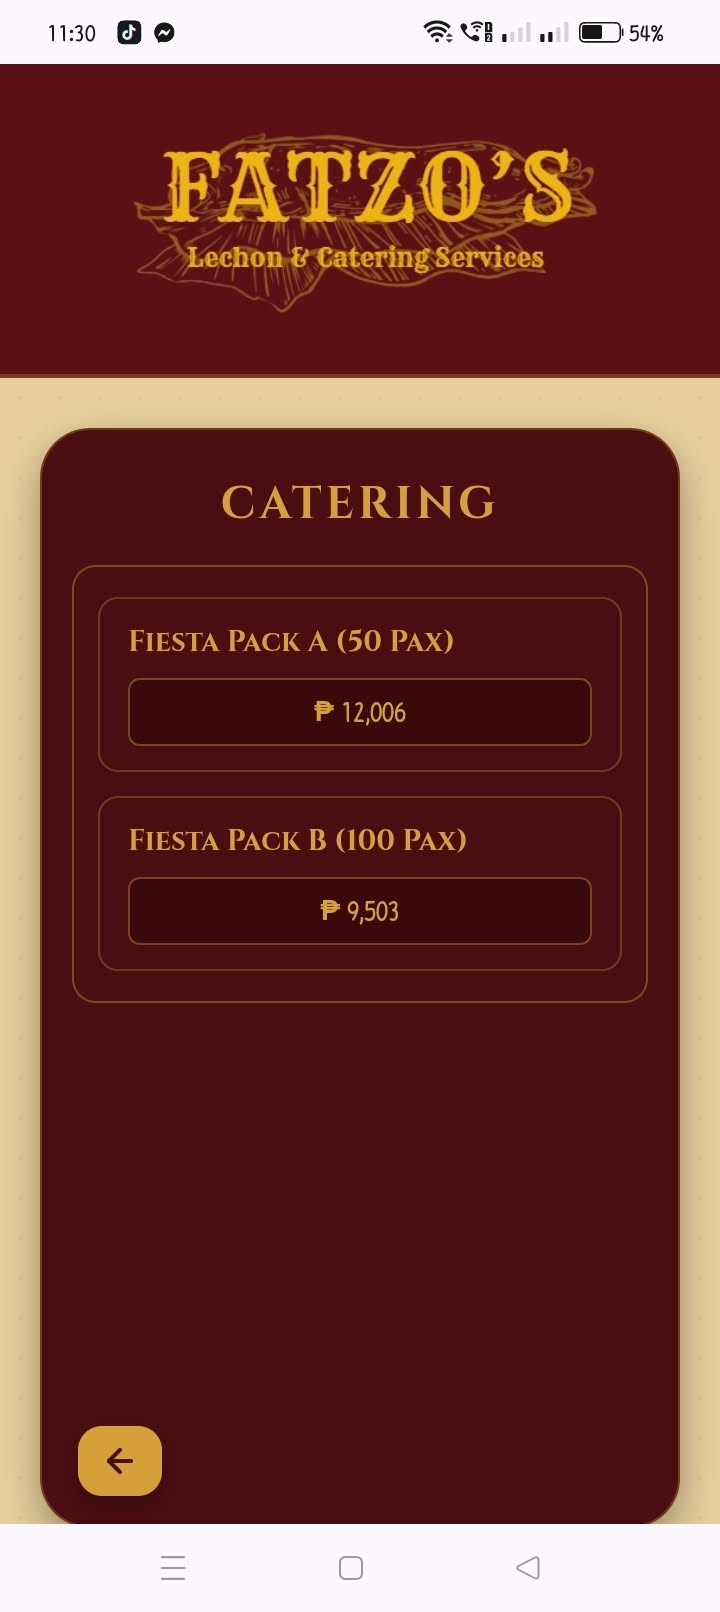 11:30
54%
FATZO'S
Lechon & Catering Services
CATERING
Fiesta Pack A (50 Pax)
₱ 12,006
Fiesta Pack B (100 Pax)
₱ 9,503